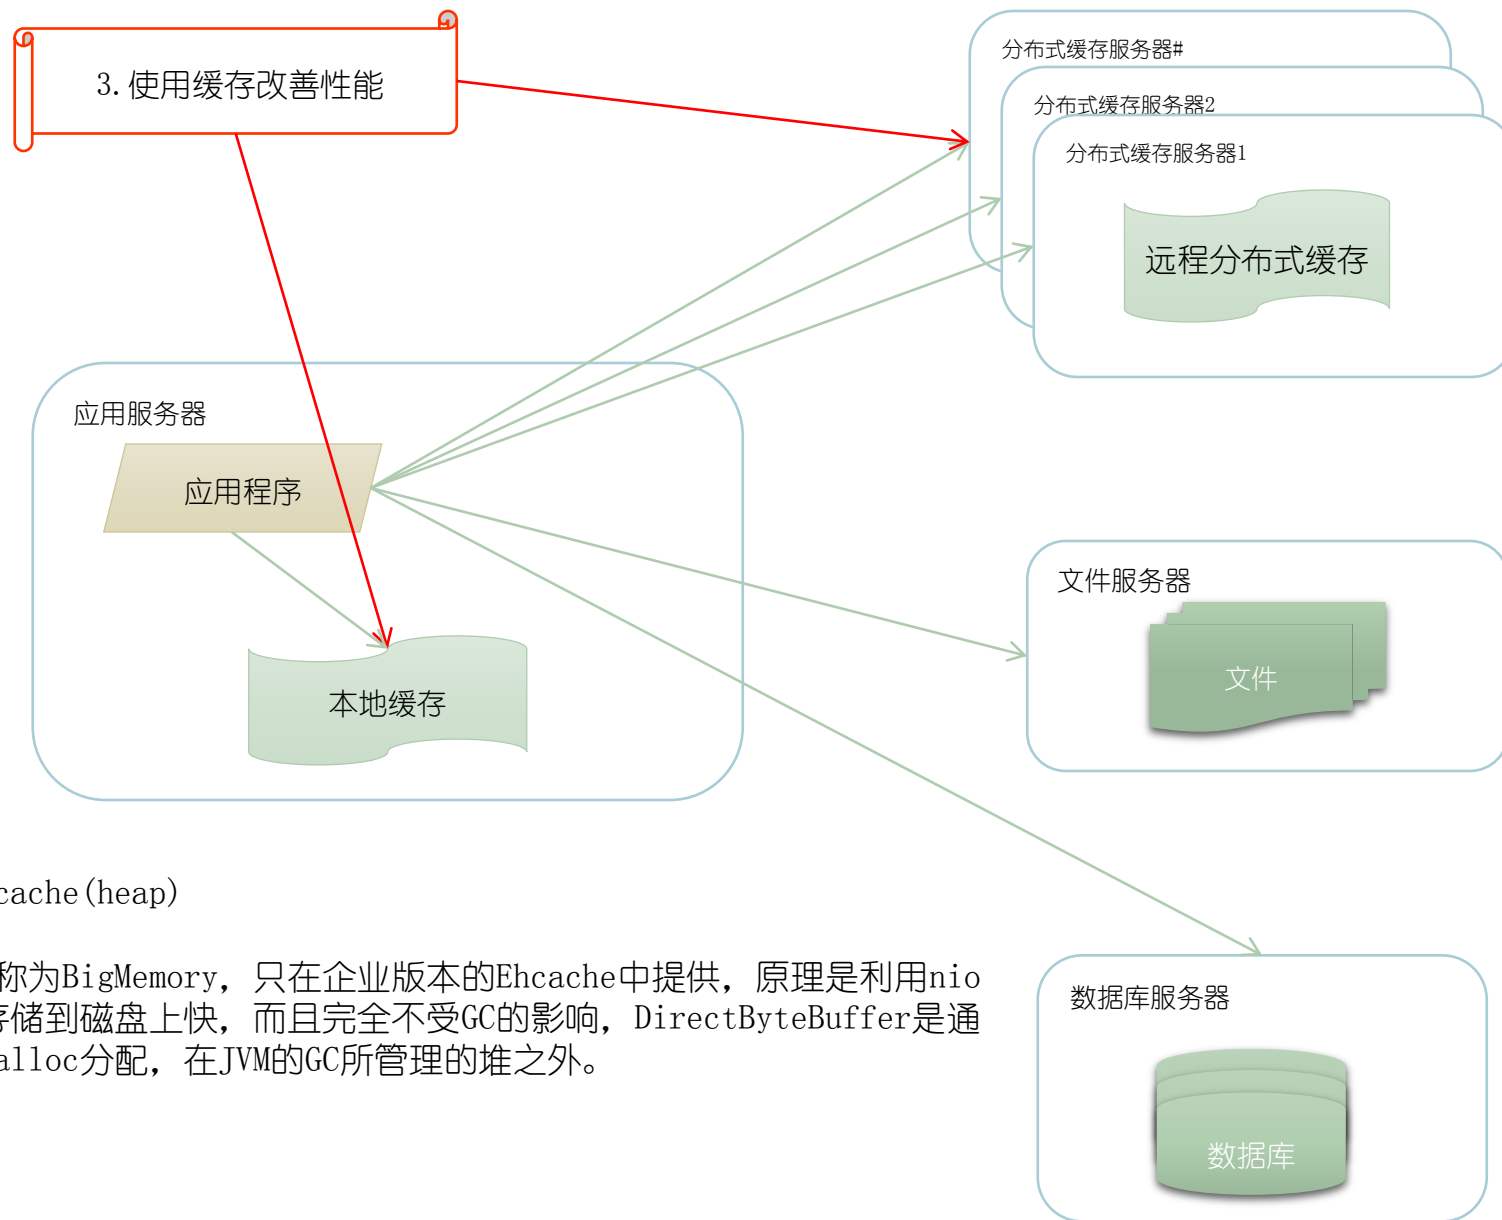 3.使用缓存改善性能
分布式缓存服务器#
分布式缓存服务器2
分布式缓存服务器1
远程分布式缓存
应用服务器
应用程序
本地缓存
文件服务器
文件
cache(heap)
称为BigMemory，只在企业版本的Ehcache中提供，原理是利用nio
存储到磁盘上快，而且完全不受GC的影响，DirectByteBuffer是通
alloc分配，在JVM的GC所管理的堆之外。
数据库服务器
数据库